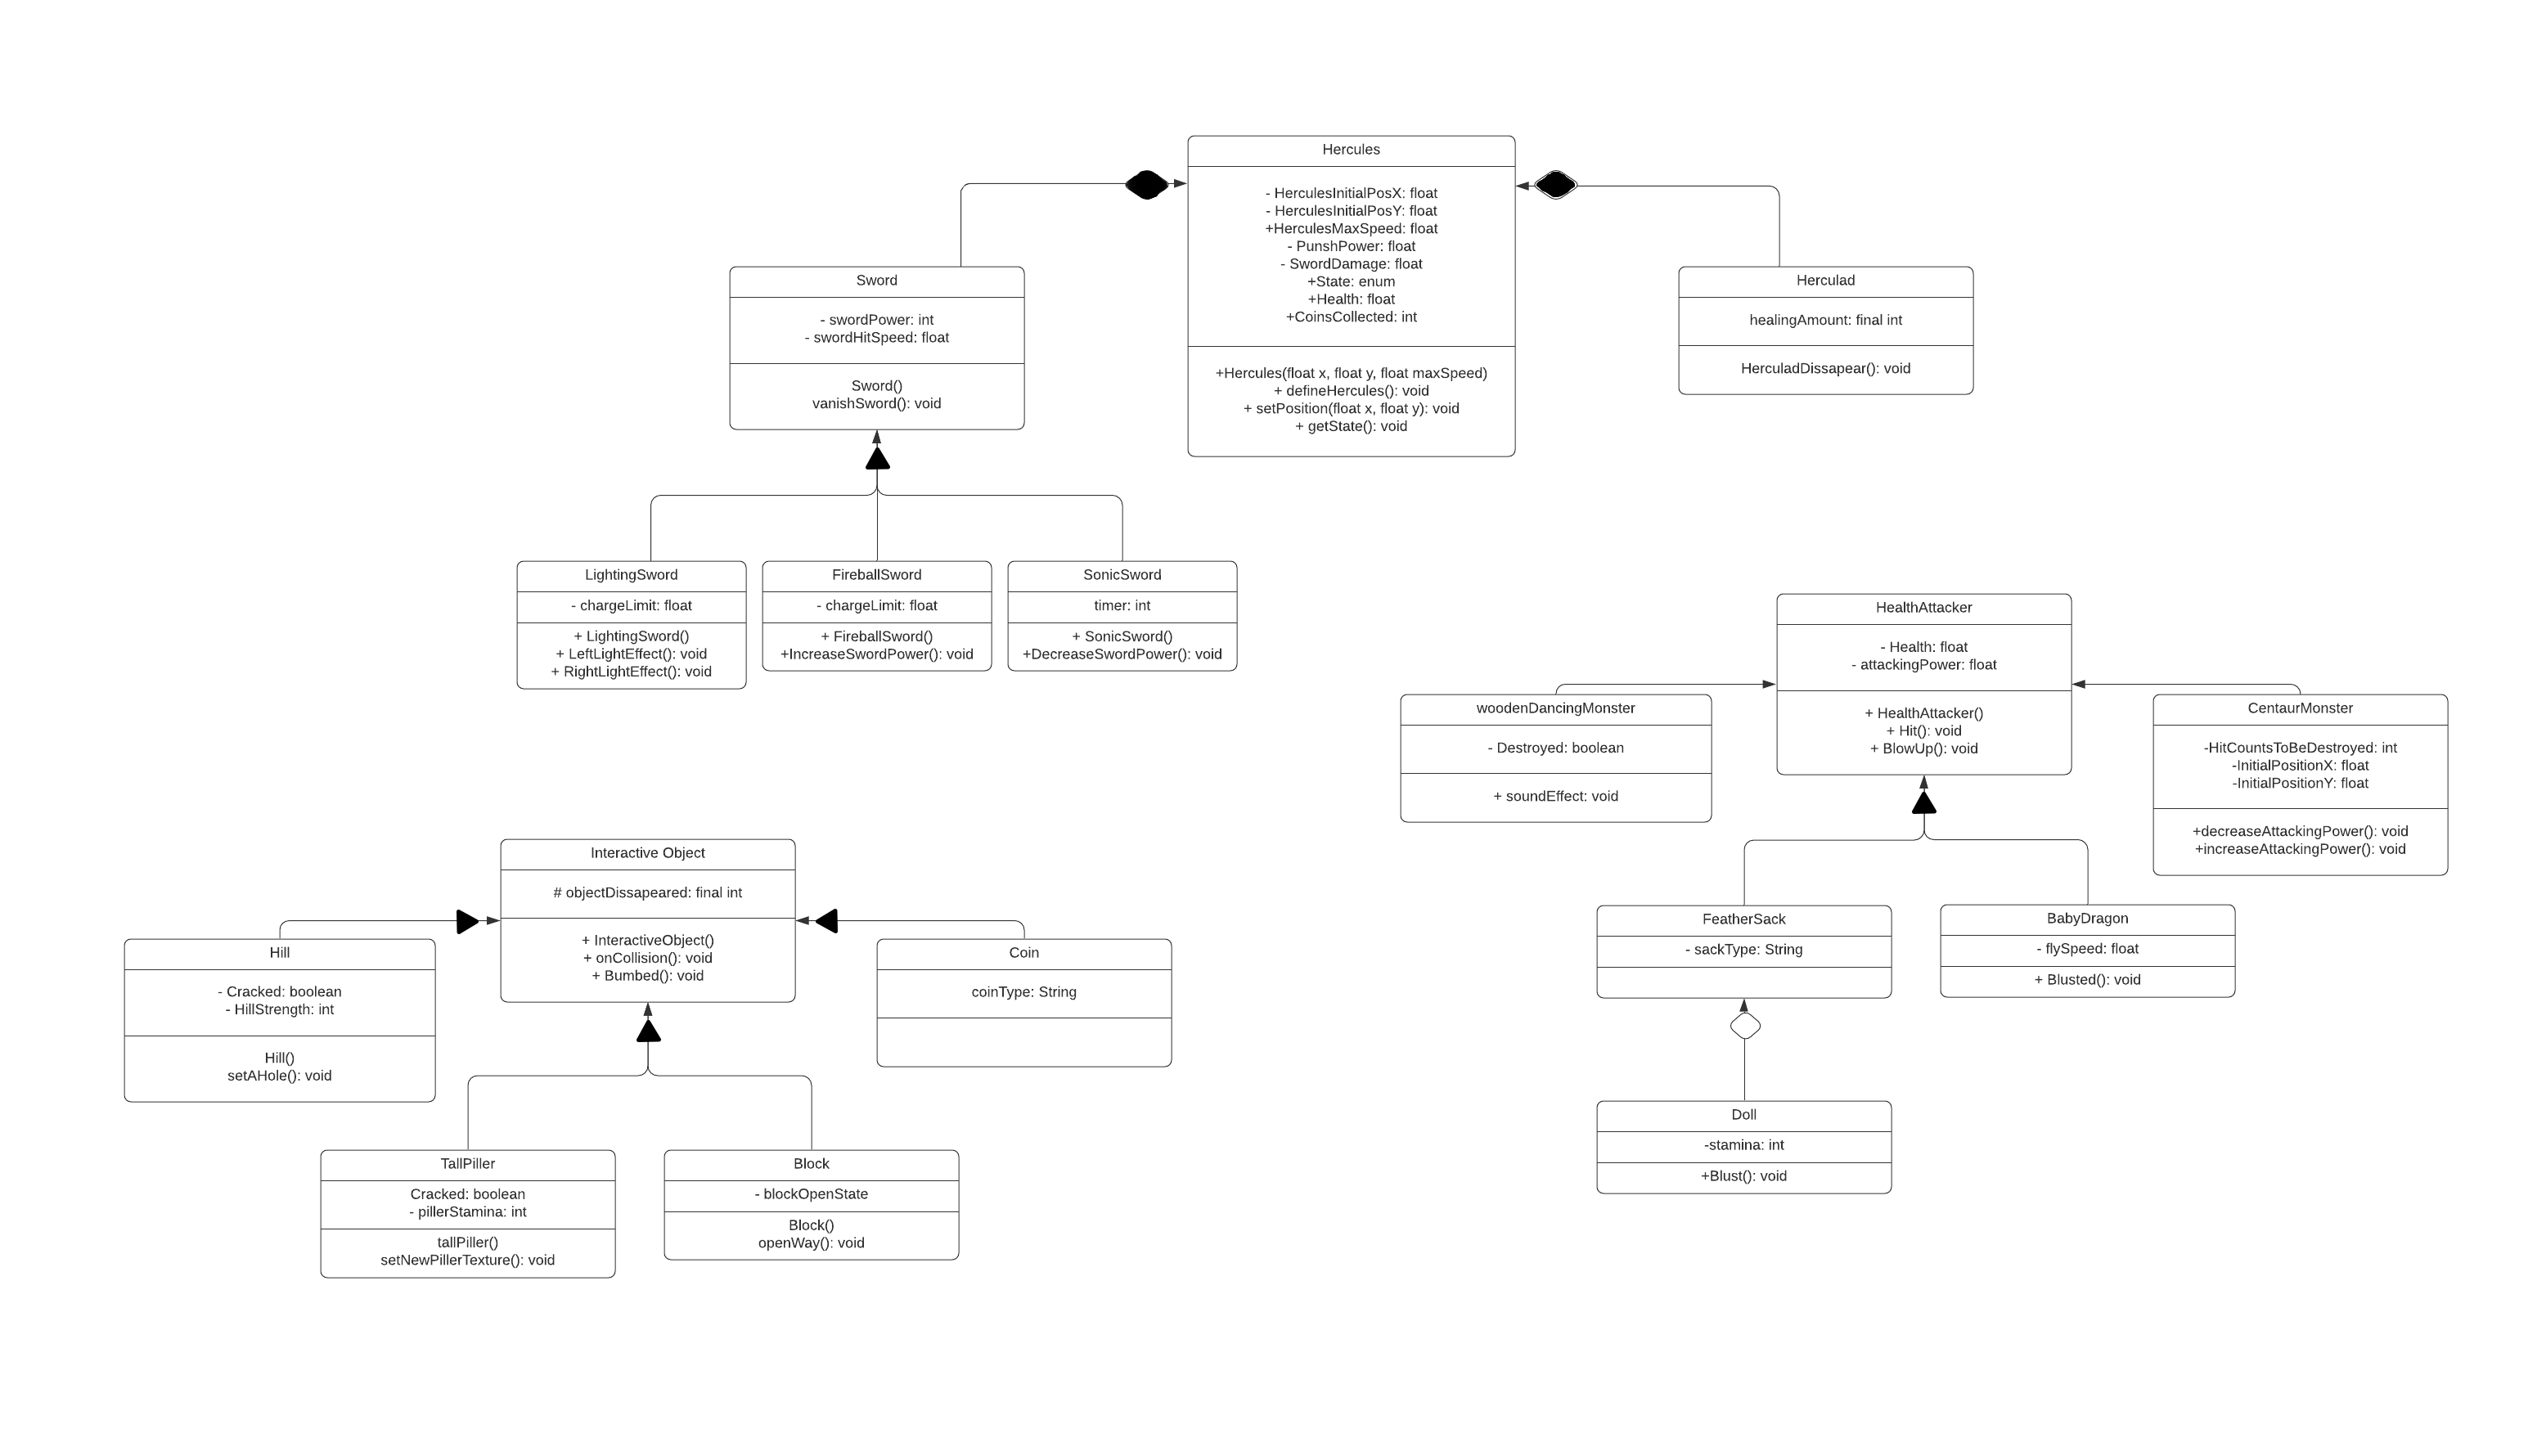 Hercules
- HerculesInitialPosX: float
- HerculesInitialPosY: float
+HerculesMaxSpeed: float
- PunshPower: float
- SwordDamage: float
+State: enum
+Health: float
+CoinsCollected: int
+Hercules(float x, float y, float maxSpeed)
+ defineHercules(): void
+ setPosition(float x, float y): void
+ getState(): void
Sword
- swordPower: int
- swordHitSpeed: float
Sword()
vanishSword(): void
Herculad
healingAmount: final int
HerculadDissapear(): void
LightingSword
- chargeLimit: float
+ LightingSword()
+ LeftLightEffect(): void
+ RightLightEffect(): void
FireballSword
- chargeLimit: float
+ FireballSword()
+IncreaseSwordPower(): void
SonicSword
timer: int
+ SonicSword()
+DecreaseSwordPower(): void
HealthAttacker
- Health: float
- attackingPower: float
+ HealthAttacker()
+ Hit(): void
+ BlowUp(): void
woodenDancingMonster
- Destroyed: boolean
+ soundEffect: void
CentaurMonster
-HitCountsToBeDestroyed: int
-InitialPositionX: float
-InitialPositionY: float
+decreaseAttackingPower(): void
+increaseAttackingPower(): void
Interactive Object
# objectDissapeared: final int
+ InteractiveObject()
+ onCollision(): void
+ Bumbed(): void
Hill
- Cracked: boolean
- HillStrength: int
Hill()
setAHole(): void
Coin
coinType: String
FeatherSack
- sackType: String
BabyDragon
- flySpeed: float
+ Blusted(): void
Doll
-stamina: int
+Blust(): void
TallPiller
Cracked: boolean
- pillerStamina: int
tallPiller()
setNewPillerTexture(): void
Block
- blockOpenState
Block()
openWay(): void